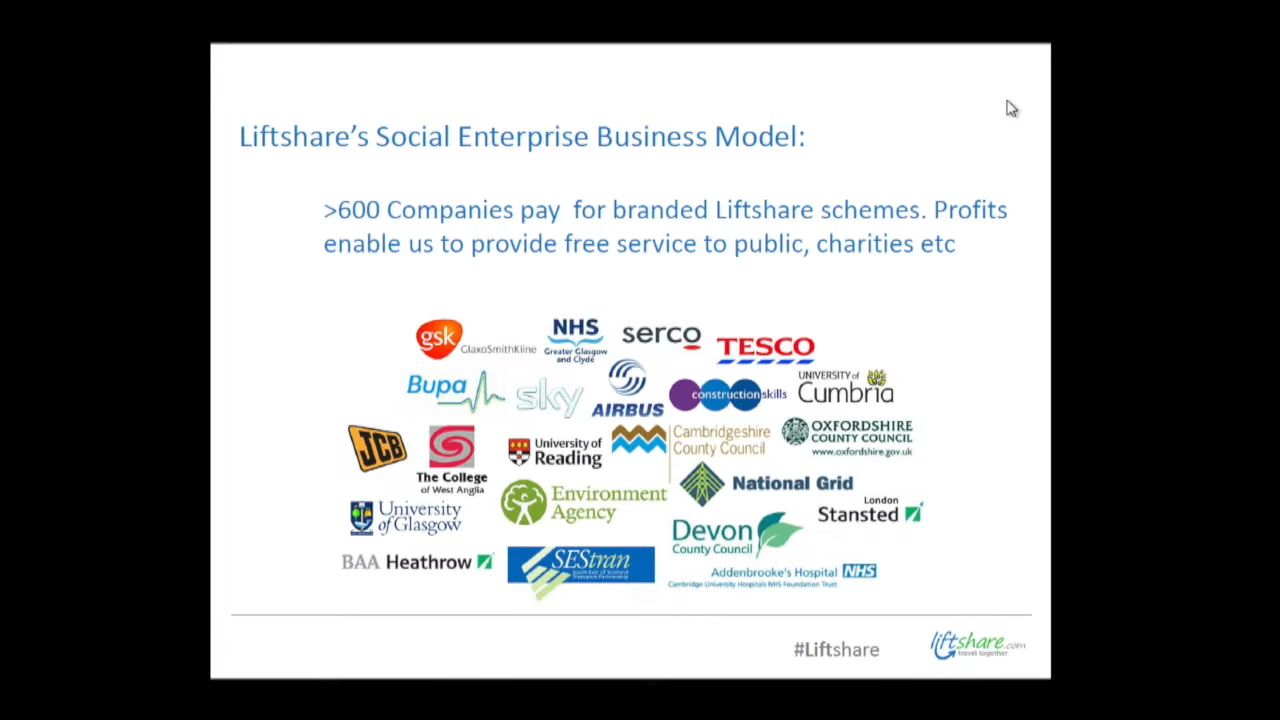 Liftshare's Social Enterprise Business Model:
>600 Companies pay for branded Liftshare schemes. Profits
enable us to provide free service to public, charities etc
gsk
GlaxoSmithKline
NHS
Greater Glasgow
and Clyde
serco
TESCO
Bupa
sky
AIRBUS
constructionskills
UNIVERSITY of
Cumbria
JCB
The College
of West Anglia
University of
Reading
Cambridgeshire
County Council
OXFORDSHIRE
COUNTY COUNCIL
www.oxfordshire.gov.uk
University
of Glasgow
Environment
Agency
National Grid
London
Stansted
Devon
County Council
BAA Heathrow
SEStran
South East of Scotland
Transport Partnership
Addenbrooke's Hospital NHS
Cambridge University Hospitals NHS Foundation Trust
#Liftshare
liftshare.com
travel together